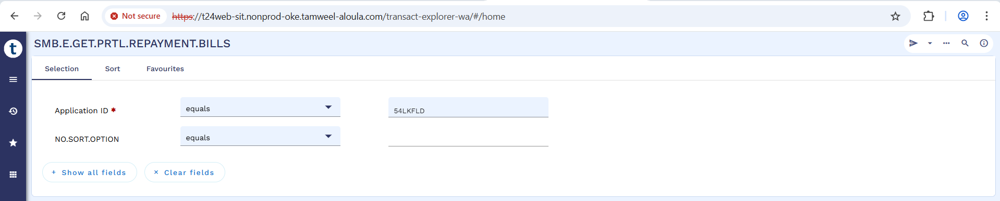 Not secure https://t24web-sit.nonprod-oke.tamweel-aloula.com/transact-explorer-wa/#/home
t SMB.E.GET.PRTL.REPAYMENT.BILLS
Selection Sort Favourites
Application ID * equals 54LKFLD
NO.SORT.OPTION equals
+ Show all fields × Clear fields